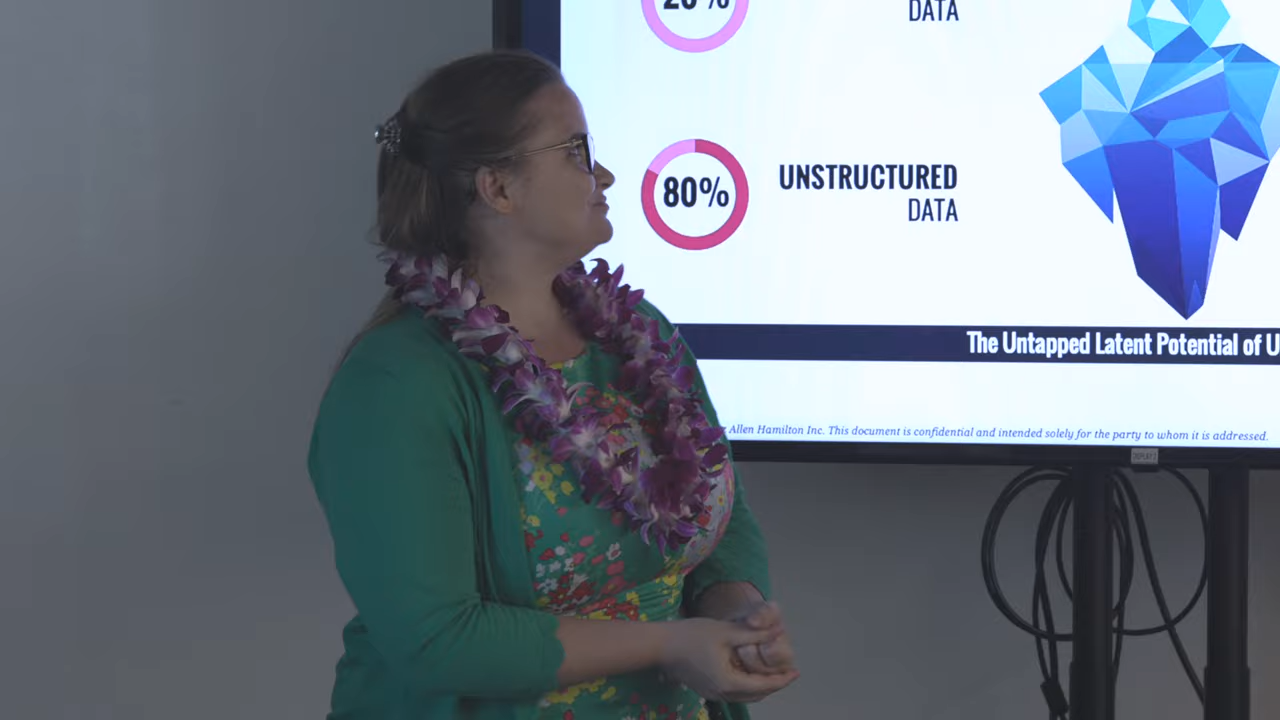 20%
DATA
80%
UNSTRUCTURED
DATA
The Untapped Latent Potential of U
Allen Hamilton Inc. This document is confidential and intended solely for the party to whom it is addressed.